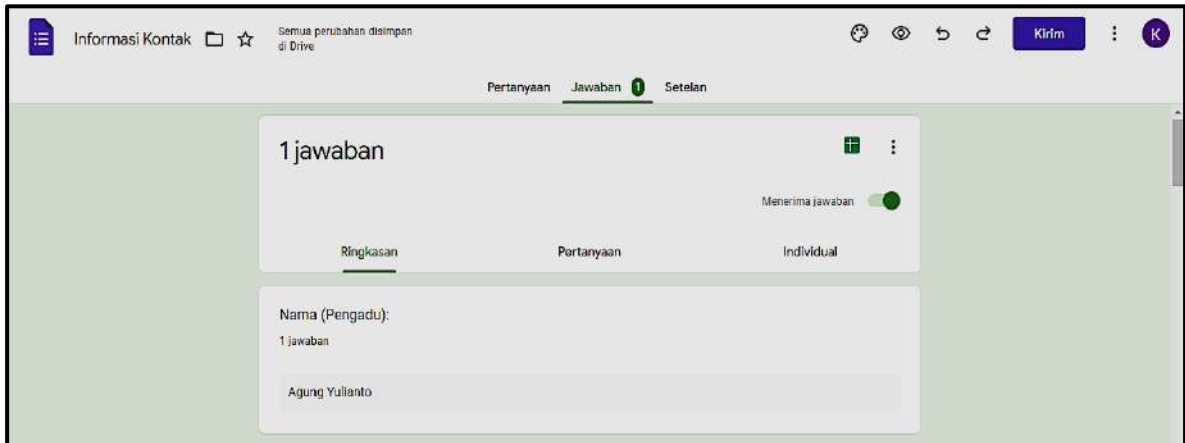 Informasi Kontak
Semua perubahan disimpan
di Drive
Kirim
K
Pertanyaan Jawaban 1 Setelan
1 jawaban
Menerima jawaban
Ringkasan Pertanyaan Individual
Nama (Pengadu):
1 jawaban
Agung Yulianto